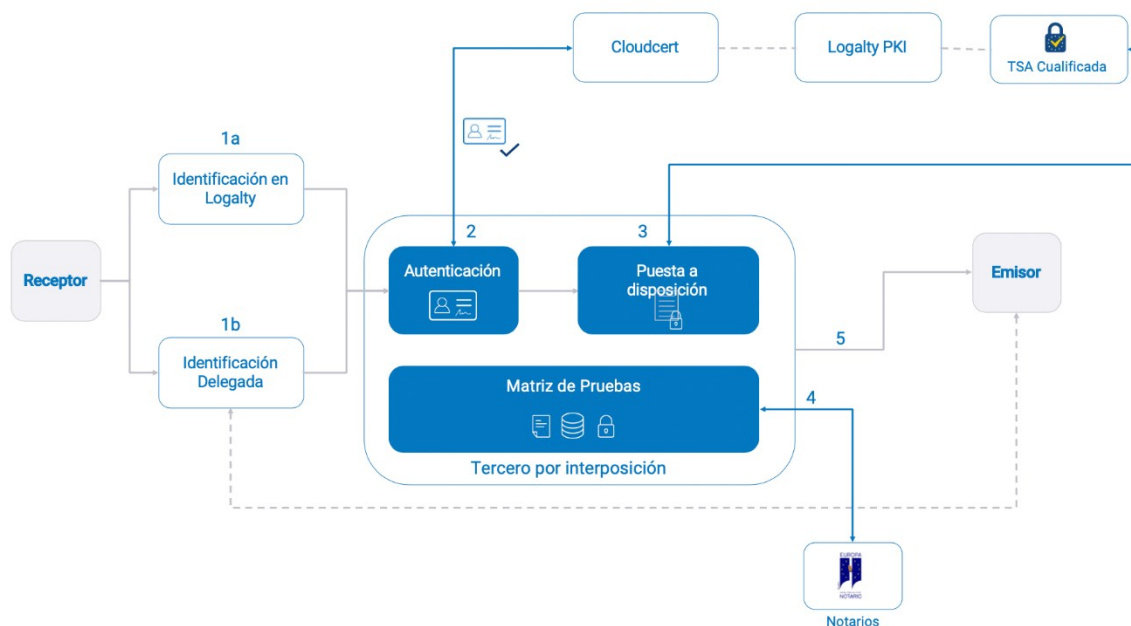 Cloudcert
Logalty PKI
TSA Cualificada
1a
Identificación en
Logalty
Receptor
1b
Identificación
Delegada
2
Autenticación
3
Puesta a
disposición
Matriz de Pruebas
Tercero por interposición
4
5
Emisor
EUROPA
NOTARIO
Notarios